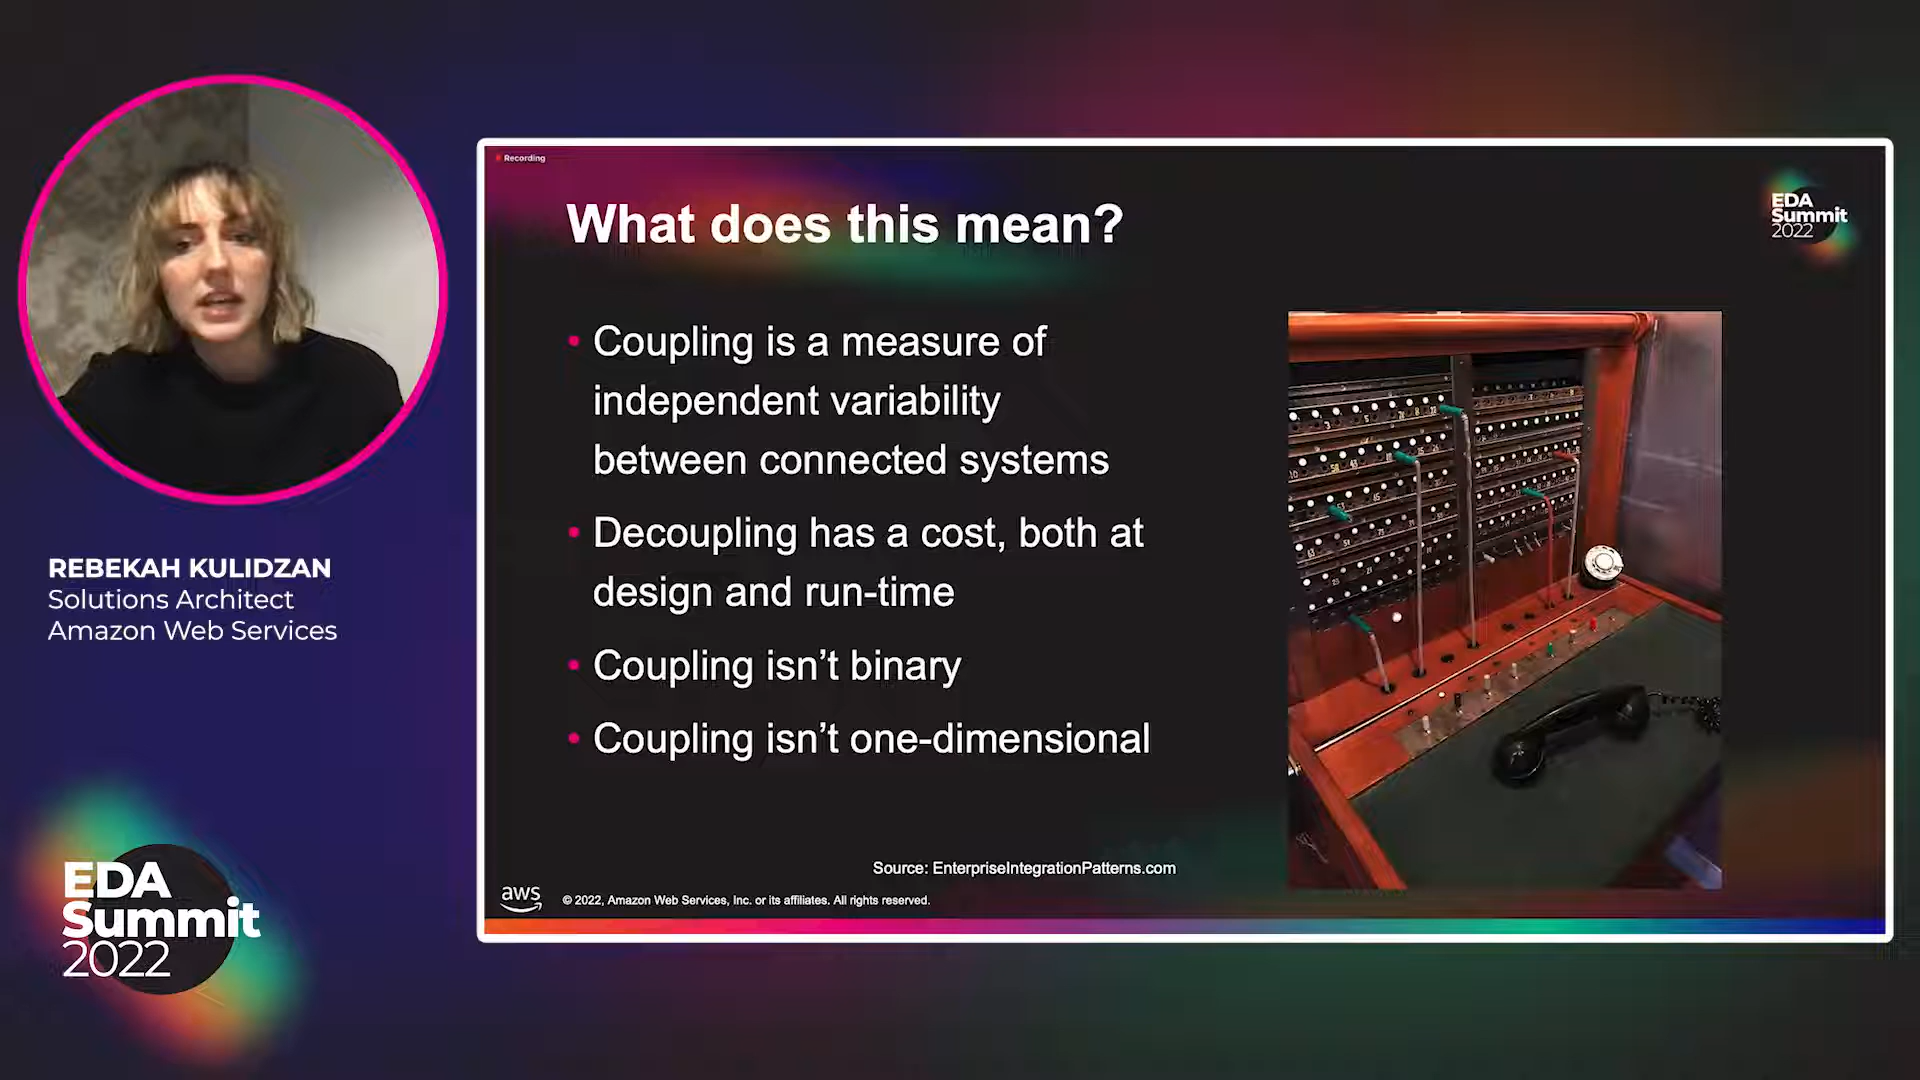 Recording
What does this mean?
EDA
Summit
2022
• Coupling is a measure of
independent variability
between connected systems
• Decoupling has a cost, both at
design and run-time
• Coupling isn’t binary
• Coupling isn’t one-dimensional
Source: EnterpriseIntegrationPatterns.com
aws
© 2022, Amazon Web Services, Inc. or its affiliates. All rights reserved.
REBEKAH KULIDZAN
Solutions Architect
Amazon Web Services
EDA
Summit
2022